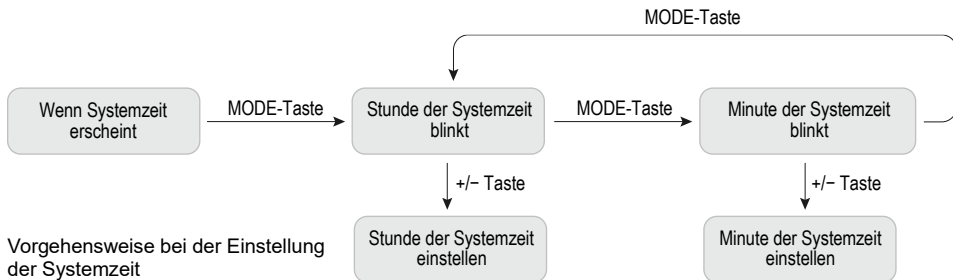 MODE-Taste
Wenn Systemzeit
erscheint
MODE-Taste
Stunde der Systemzeit
blinkt
MODE-Taste
Minute der Systemzeit
blinkt
+/− Taste
+/− Taste
Stunde der Systemzeit
einstellen
Minute der Systemzeit
einstellen
Vorgehensweise bei der Einstellung
der Systemzeit